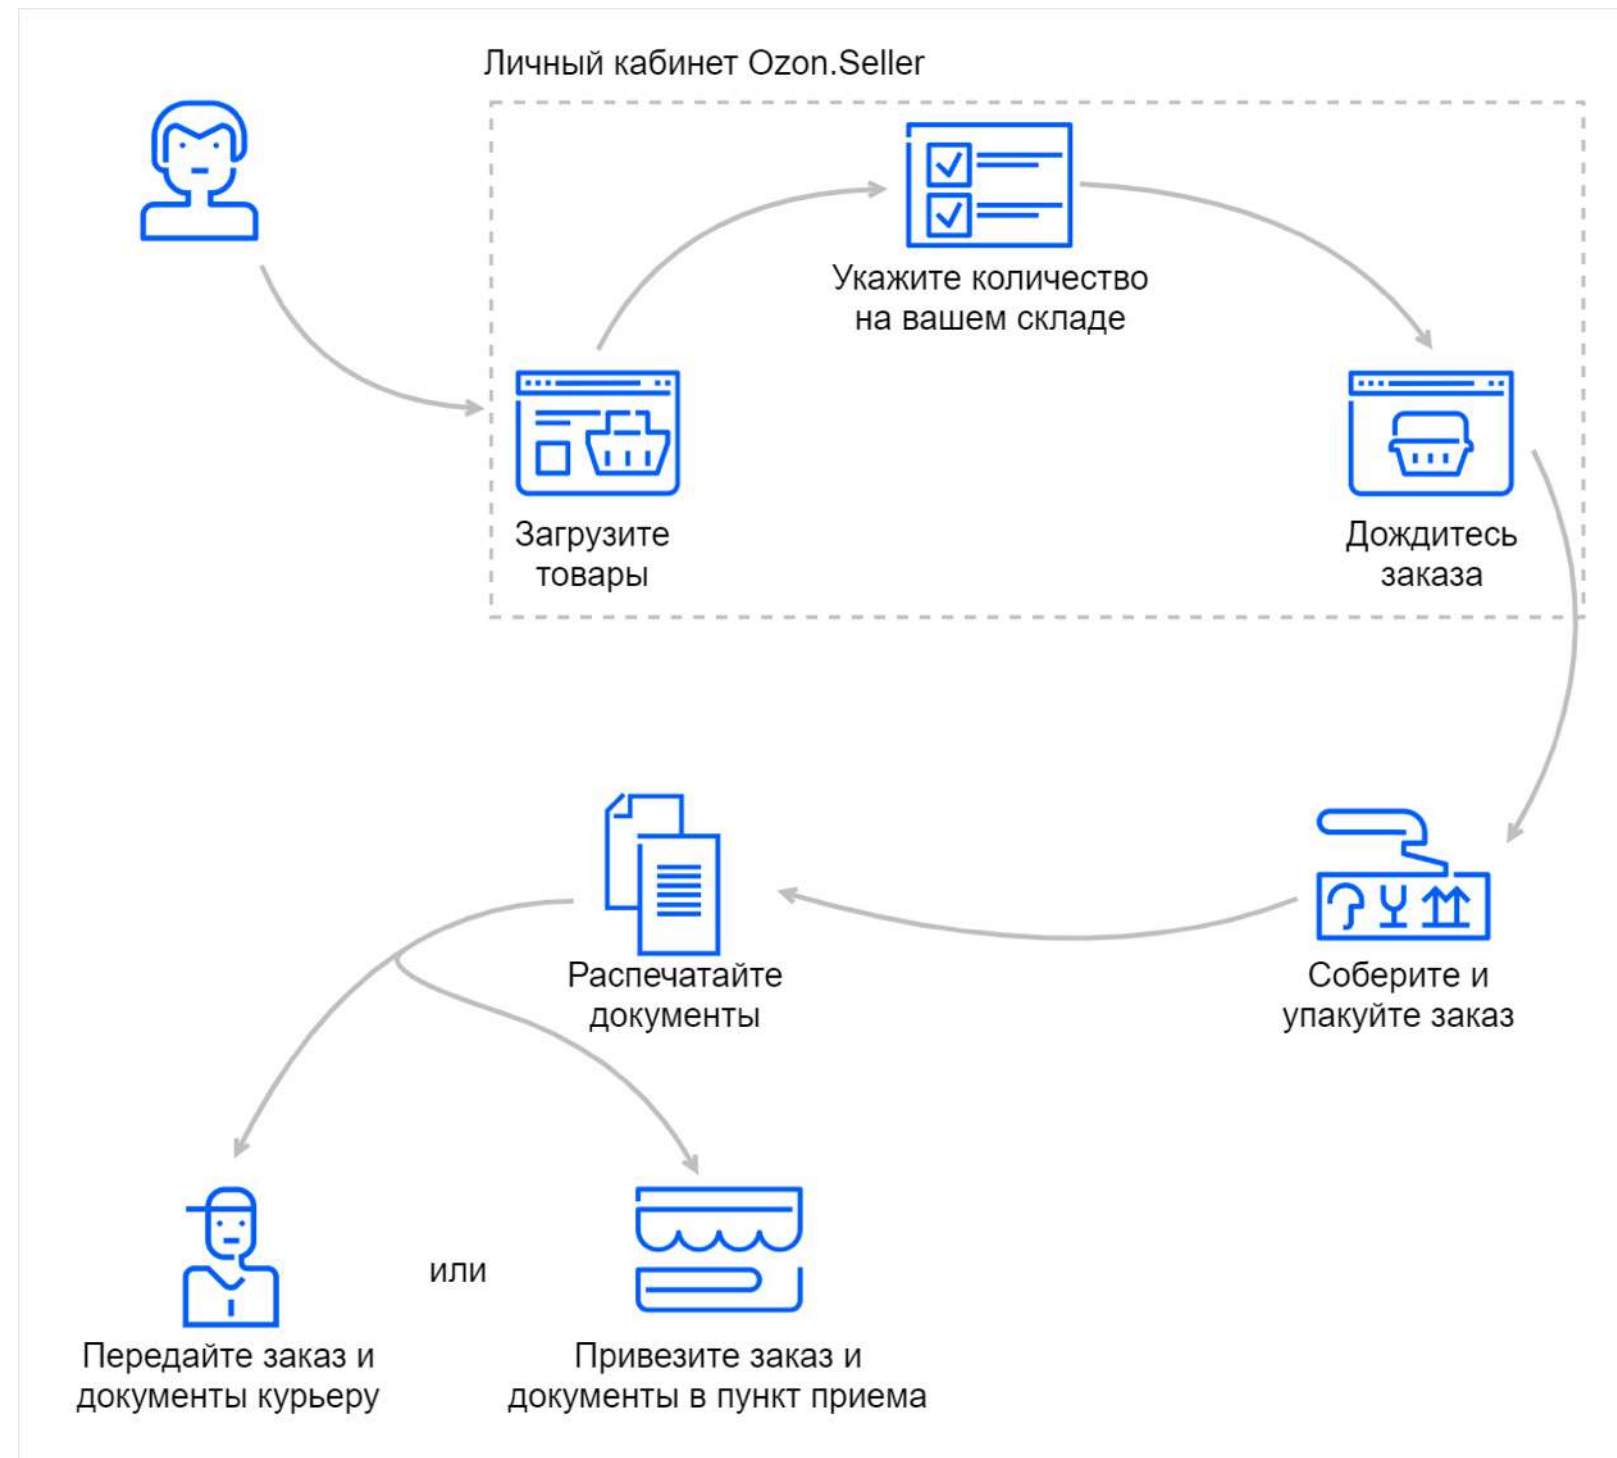 Личный кабинет Ozon.Seller
Укажите количество
на вашем складе
Загрузите
товары
Дождитесь
заказа
Распечатайте
документы
Соберите и
упакуйте заказ
или
Передайте заказ и
документы курьеру
Привезите заказ и
документы в пункт приема